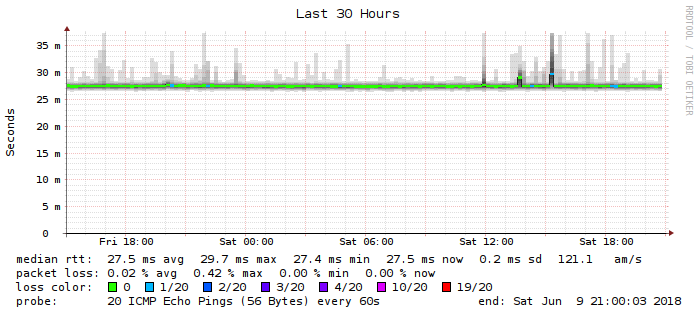 Last 30 Hours
RRDTOOL / TOBI OETIKER
Seconds
35 m
30 m
25 m
20 m
15 m
10 m
5 m
0
Fri 18:00 Sat 00:00 Sat 06:00 Sat 12:00 Sat 18:00
median rtt: 27.5 ms avg 29.7 ms max 27.4 ms min 27.5 ms now 0.2 ms sd 121.1 am/s
packet loss: 0.02 % avg 0.42 % max 0.00 % min 0.00 % now
loss color: 0 1/20 2/20 3/20 4/20 10/20 19/20
probe: 20 ICMP Echo Pings (56 Bytes) every 60s end: Sat Jun 9 21:00:03 2018